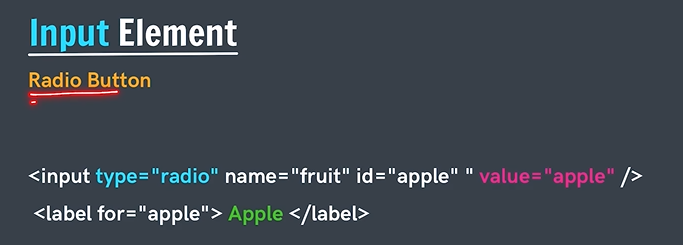 Input Element
Radio Button
<input type="radio" name="fruit" id="apple" " value="apple" />
<label for="apple"> Apple </label>